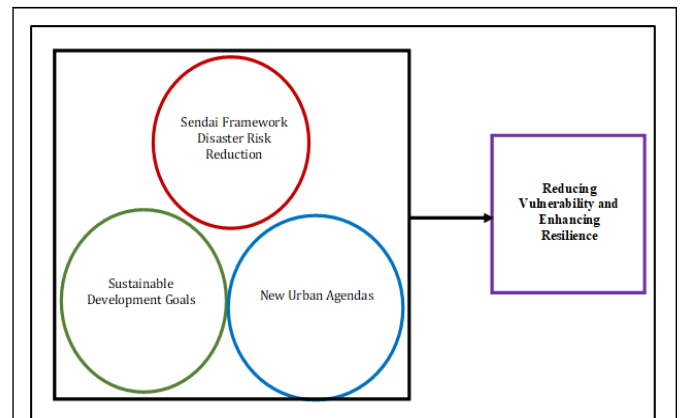 Sendai Framework
Disaster Risk
Reduction
Sustainable
Development Goals
New Urban Agendas
Reducing
Vulnerability and
Enhancing
Resilience